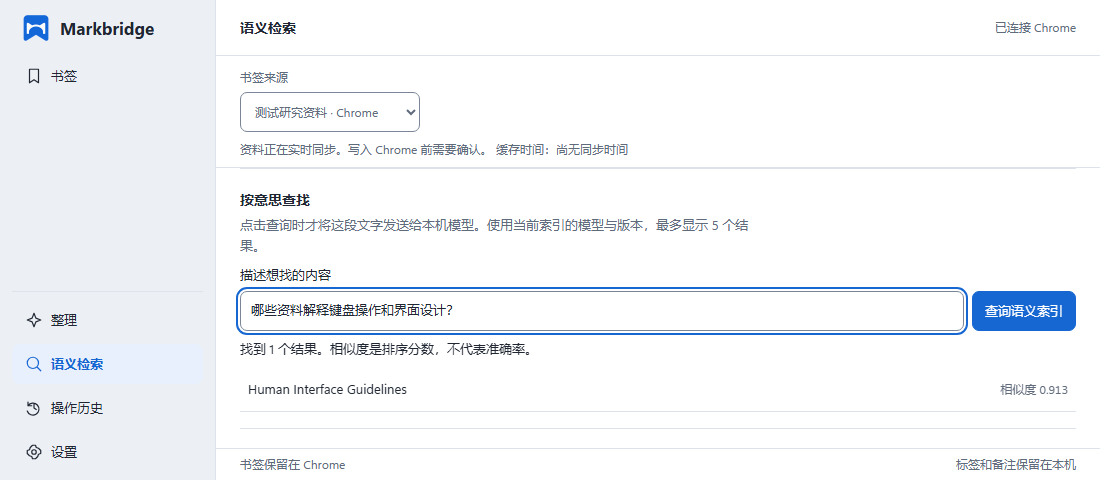 Markbridge
书签
整理
语义检索
操作历史
设置
语义检索
已连接 Chrome
书签来源
测试研究资料 · Chrome
资料正在实时同步。写入 Chrome 前需要确认。 缓存时间：尚无同步时间
按意思查找
点击查询时才将这段文字发送给本机模型。使用当前索引的模型与版本，最多显示 5 个结
果。
描述想找的内容
哪些资料解释键盘操作和界面设计？
查询语义索引
找到 1 个结果。相似度是排序分数，不代表准确率。
Human Interface Guidelines
相似度 0.913
书签保留在 Chrome
标签和备注保留在本机